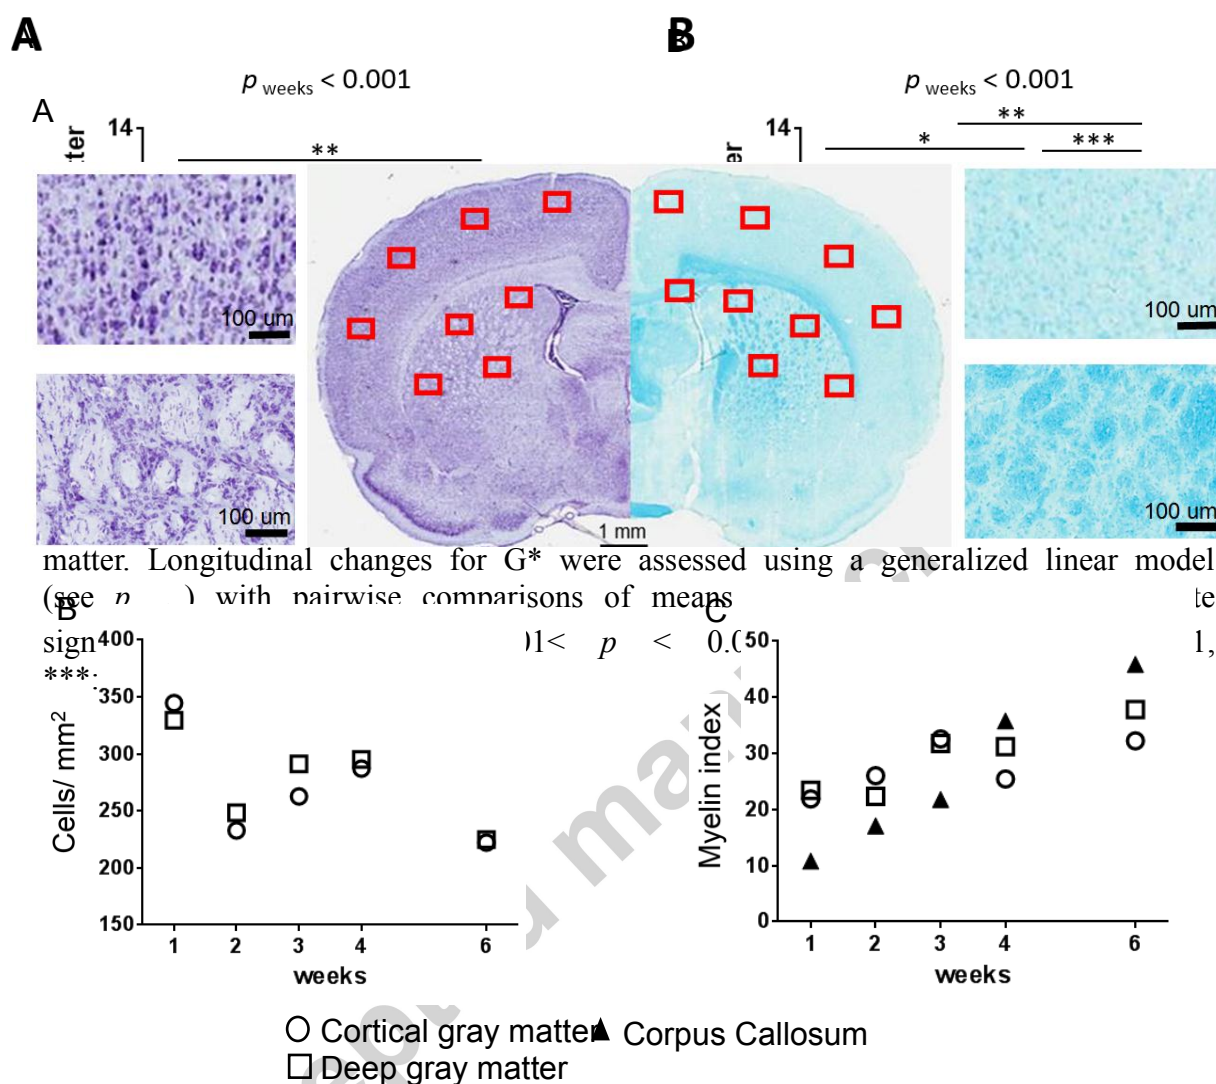 A B
p weeks < 0.001 p weeks < 0.001
A
14 14
** * ** ***
100 um 100 um
100 um 1 mm 100 um
matter. Longitudinal changes for G* were assessed using a generalized linear model
(see p ) with pairwise comparisons of means
sign < p < 1,
***
B
Cells/ mm²
400
350
300
250
200
150
1 2 3 4 6
weeks
C
Myelin index
50
40
30
20
10
0
1 2 3 4 6
weeks
Cortical gray matter Corpus Callosum
Deep gray matter